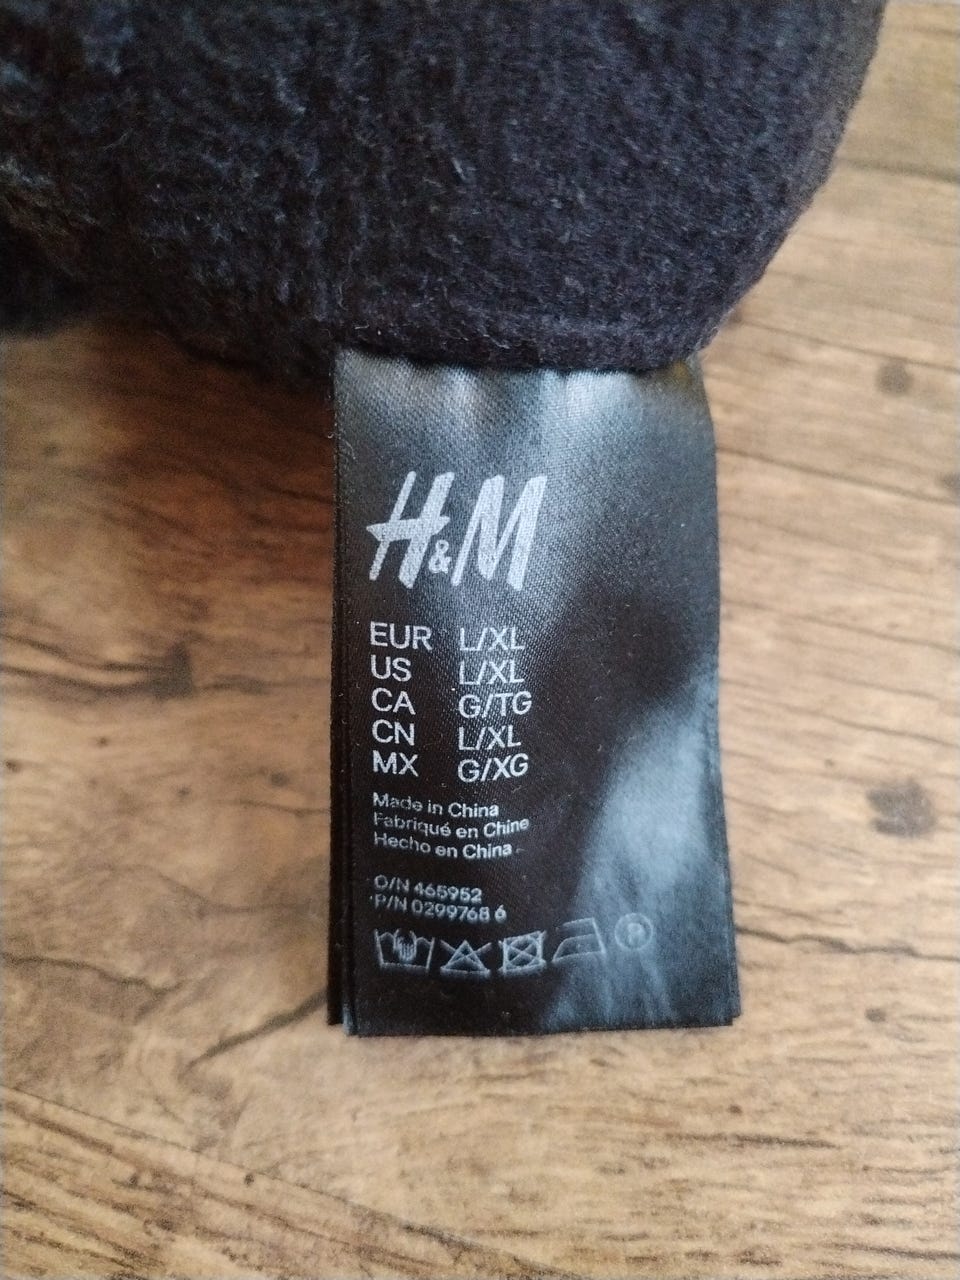 H&M
EUR L/XL
US L/XL
CA G/TG
CN L/XL
MX G/XG
Made in China
Fabriqué en Chine
Hecho en China
O/N 465952
P/N 0299768 6
P